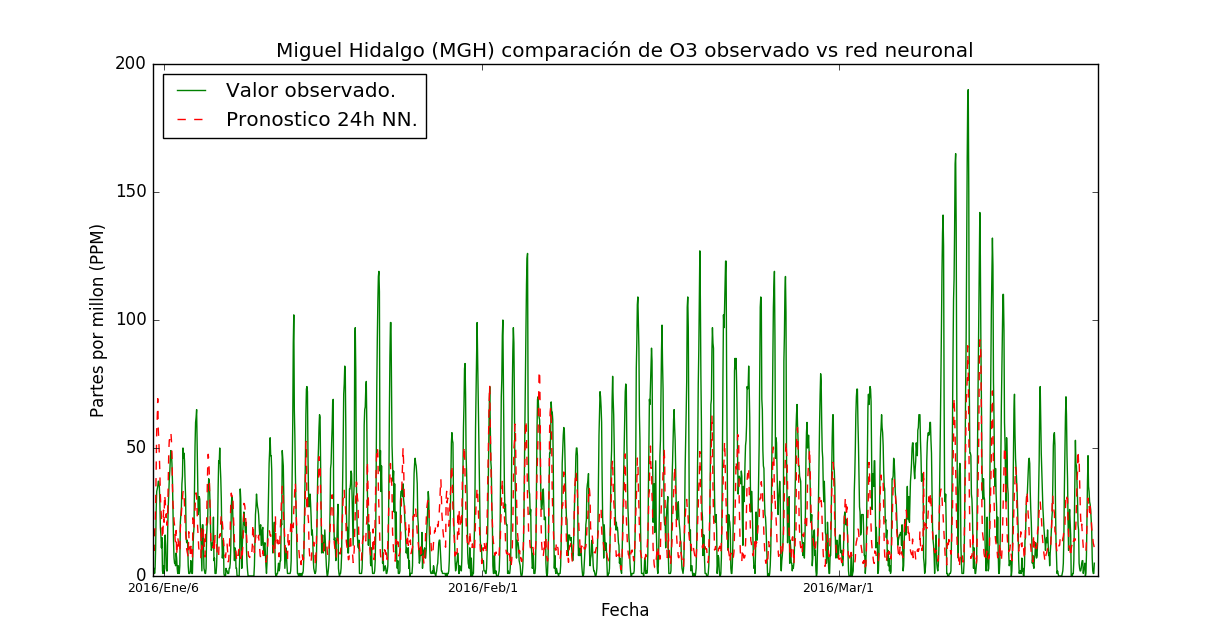 Miguel Hidalgo (MGH) comparación de O3 observado vs red neuronal
200
Valor observado.
Pronostico 24h NN.
150
Partes por millon (PPM)
100
50
0
2016/Ene/6 2016/Feb/1 2016/Mar/1
Fecha